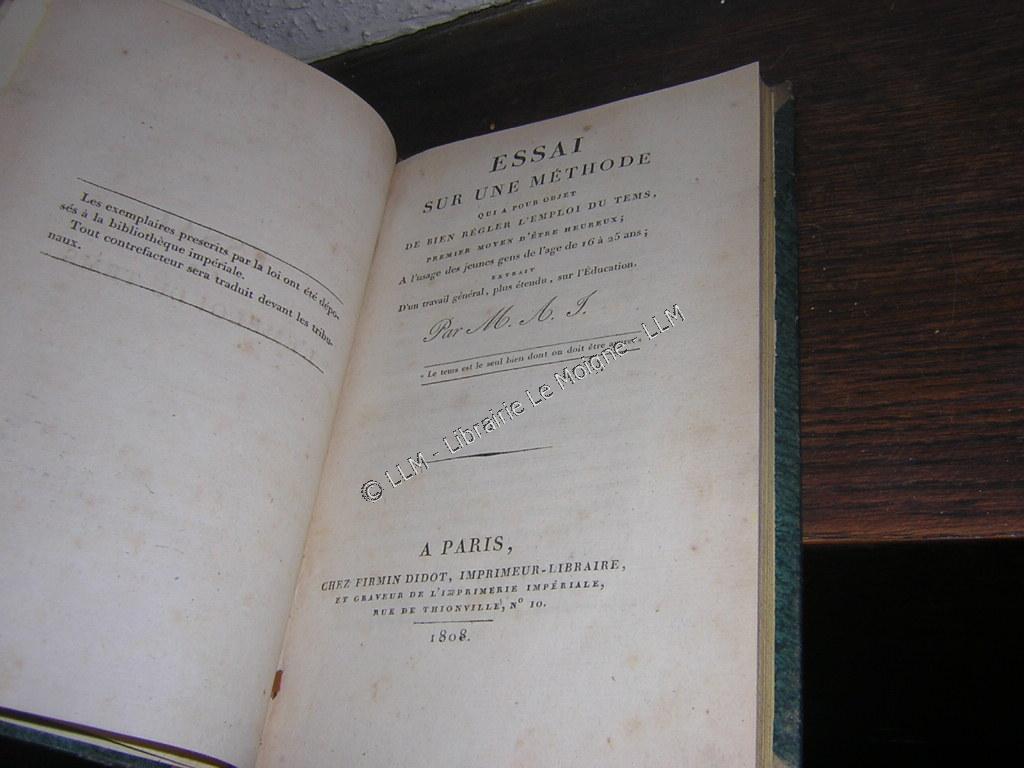 Les exemplaires prescrits par la loi ont été dépo-
sés à la bibliothèque impériale.
Tout contrefacteur sera traduit devant les tribu-
naux.
ESSAI
SUR UNE MÉTHODE
QUI A POUR OBJET
DE BIEN RÉGLER L'EMPLOI DU TEMS,
PREMIER MOYEN D'ÊTRE HEUREUX;
A l'usage des jeunes gens de l'age de 16 à 25 ans;
EXTRAIT
D'un travail général, plus étendu, sur l'Éducation.
Par M. A. J.
« Le tems est le seul bien dont on doit être avare. »
© LLM - Librairie Le Moigne - LLM
A PARIS,
CHEZ FIRMIN DIDOT, IMPRIMEUR-LIBRAIRE,
ET GRAVEUR DE L'IMPRIMERIE IMPÉRIALE,
RUE DE THIONVILLE, N° 10.
1808.